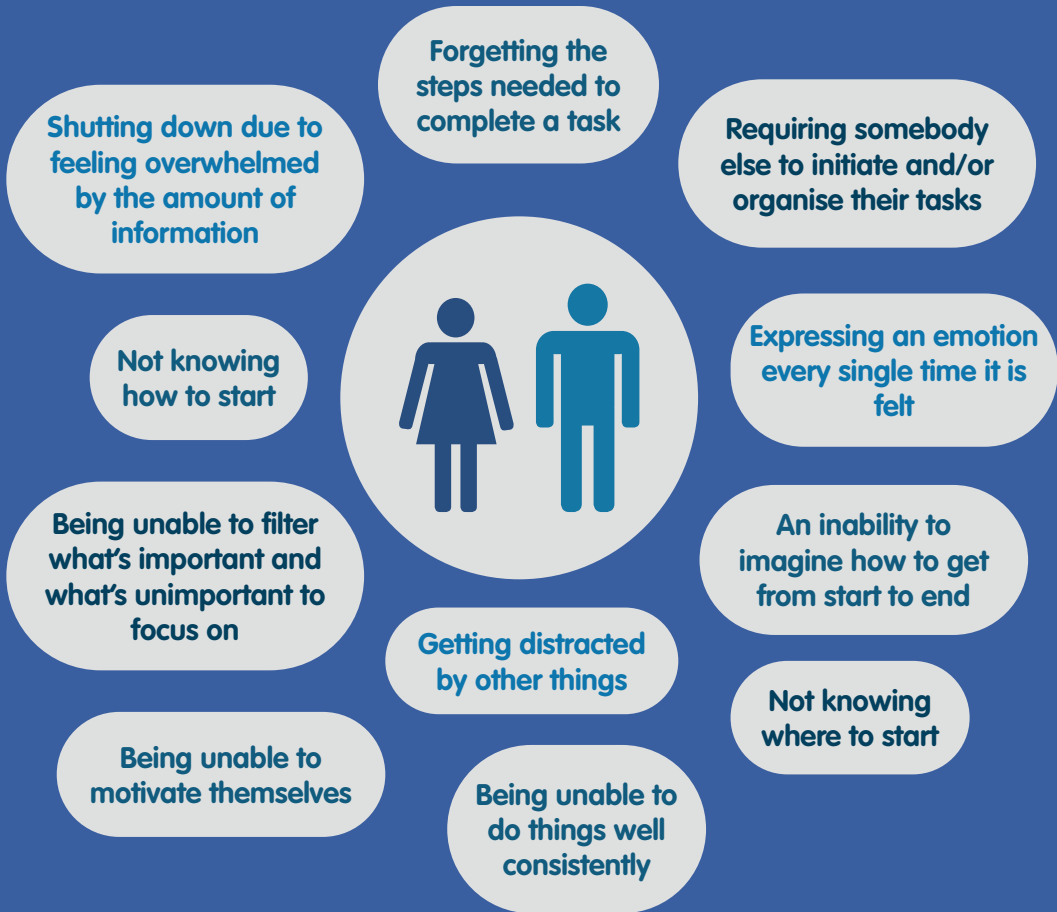 Forgetting the
steps needed to
complete a task
Shutting down due to
feeling overwhelmed
by the amount of
information
Requiring somebody
else to initiate and/or
organise their tasks
Not knowing
how to start
Expressing an emotion
every single time it is
felt
Being unable to filter
what's important and
what's unimportant to
focus on
An inability to
imagine how to get
from start to end
Getting distracted
by other things
Not knowing
where to start
Being unable to
motivate themselves
Being unable to
do things well
consistently